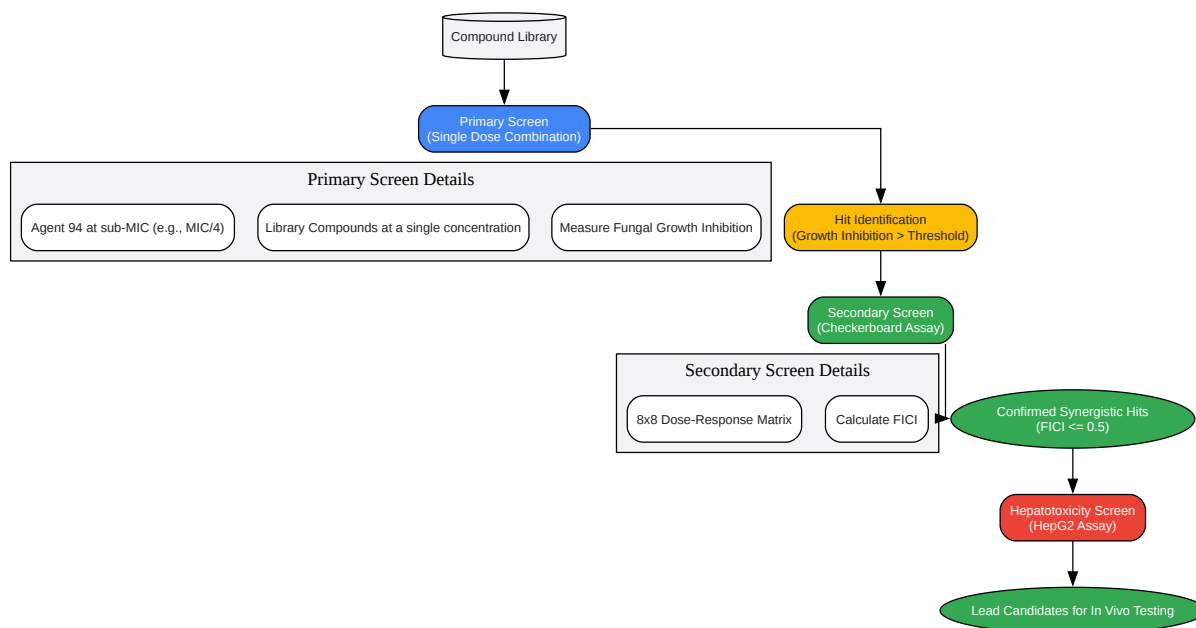 Compound Library
Primary Screen
(Single Dose Combination)
Primary Screen Details
Agent 94 at sub-MIC (e.g., MIC/4)
Library Compounds at a single concentration
Measure Fungal Growth Inhibition
Hit Identification
(Growth Inhibition > Threshold)
Secondary Screen
(Checkerboard Assay)
Secondary Screen Details
8x8 Dose-Response Matrix
Calculate FICI
Confirmed Synergistic Hits
(FICI <= 0.5)
Hepatotoxicity Screen
(HepG2 Assay)
Lead Candidates for In Vivo Testing